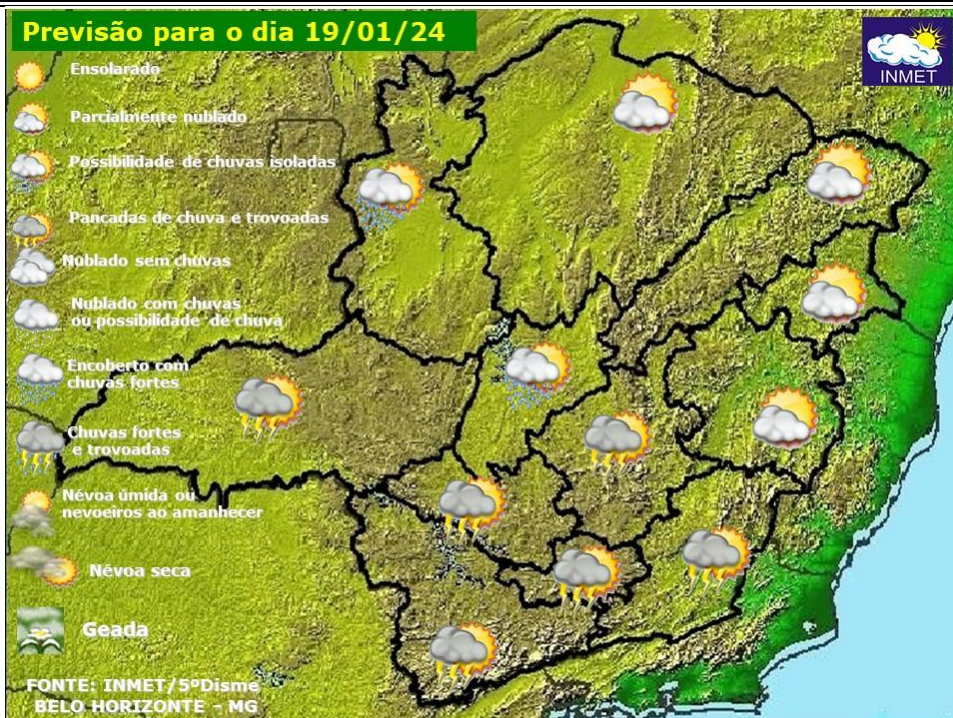 Previsão para o dia 19/01/24
INMET
Ensolarado
Parcialmente nublado
Possibilidade de chuvas isoladas
Pancadas de chuva e trovoadas
Nublado sem chuvas
Nublado com chuvas
ou possibilidade de chuva
Encoberto com
chuvas fortes
Chuvas fortes
e trovoadas
Névoa úmida ou
nevoeiros ao amanhecer
Névoa seca
Geada
FONTE: INMET/5ºDisme
BELO HORIZONTE - MG